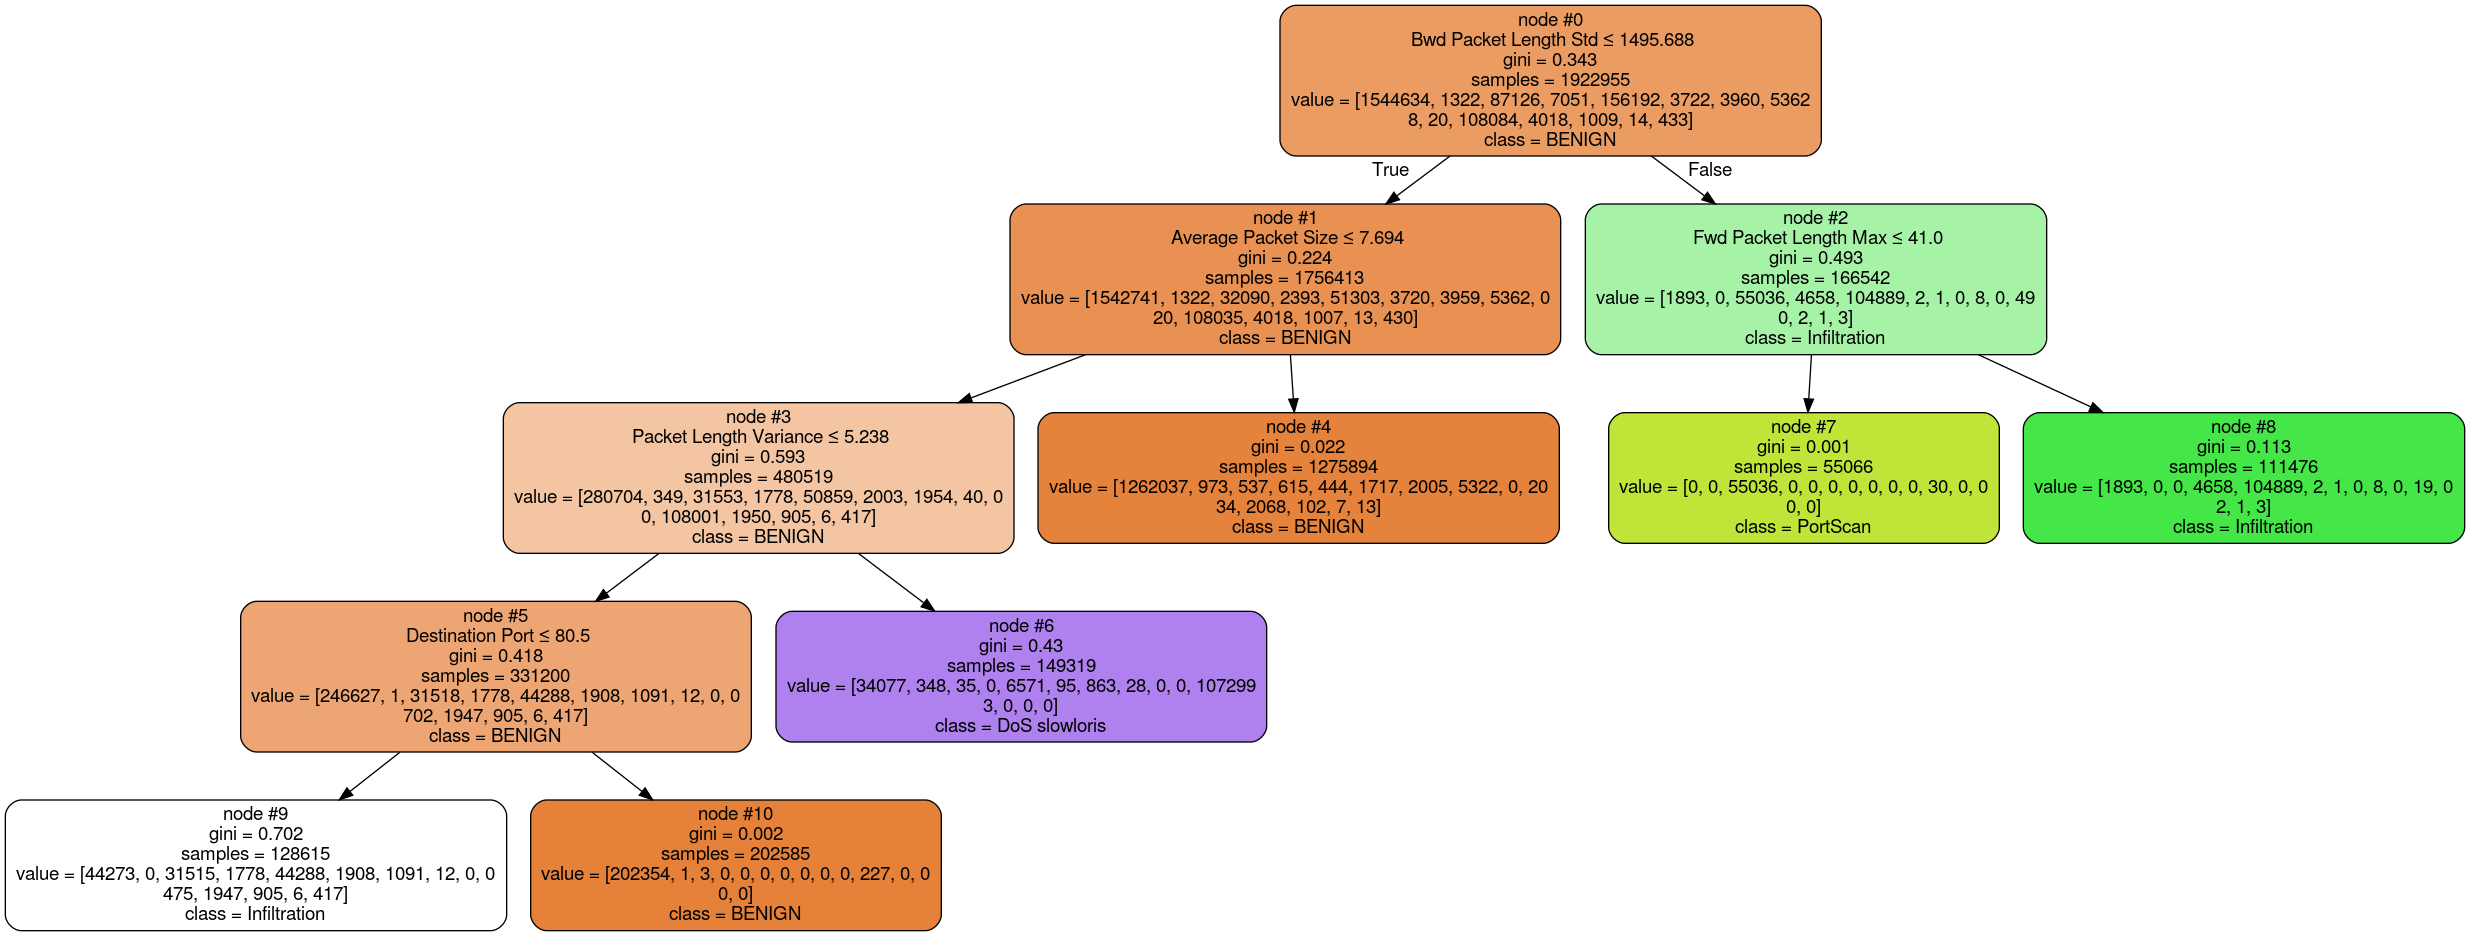 node #0
Bwd Packet Length Std ≤ 1495.688
gini = 0.343
samples = 1922955
value = [1544634, 1322, 87126, 7051, 156192, 3722, 3960, 5362
8, 20, 108084, 4018, 1009, 14, 433]
class = BENIGN
True
False
node #1
Average Packet Size ≤ 7.694
gini = 0.224
samples = 1756413
value = [1542741, 1322, 32090, 2393, 51303, 3720, 3959, 5362, 0
20, 108035, 4018, 1007, 13, 430]
class = BENIGN
node #2
Fwd Packet Length Max ≤ 41.0
gini = 0.493
samples = 166542
value = [1893, 0, 55036, 4658, 104889, 2, 1, 0, 8, 0, 49
0, 2, 1, 3]
class = Infiltration
node #3
Packet Length Variance ≤ 5.238
gini = 0.593
samples = 480519
value = [280704, 349, 31553, 1778, 50859, 2003, 1954, 40, 0
0, 108001, 1950, 905, 6, 417]
class = BENIGN
node #4
gini = 0.022
samples = 1275894
value = [1262037, 973, 537, 615, 444, 1717, 2005, 5322, 0, 20
34, 2068, 102, 7, 13]
class = BENIGN
node #7
gini = 0.001
samples = 55066
value = [0, 0, 55036, 0, 0, 0, 0, 0, 0, 0, 30, 0, 0
0, 0]
class = PortScan
node #8
gini = 0.113
samples = 111476
value = [1893, 0, 0, 4658, 104889, 2, 1, 0, 8, 0, 19, 0
2, 1, 3]
class = Infiltration
node #5
Destination Port ≤ 80.5
gini = 0.418
samples = 331200
value = [246627, 1, 31518, 1778, 44288, 1908, 1091, 12, 0, 0
702, 1947, 905, 6, 417]
class = BENIGN
node #6
gini = 0.43
samples = 149319
value = [34077, 348, 35, 0, 6571, 95, 863, 28, 0, 0, 107299
3, 0, 0, 0]
class = DoS slowloris
node #9
gini = 0.702
samples = 128615
value = [44273, 0, 31515, 1778, 44288, 1908, 1091, 12, 0, 0
475, 1947, 905, 6, 417]
class = Infiltration
node #10
gini = 0.002
samples = 202585
value = [202354, 1, 3, 0, 0, 0, 0, 0, 0, 0, 227, 0, 0
0, 0]
class = BENIGN